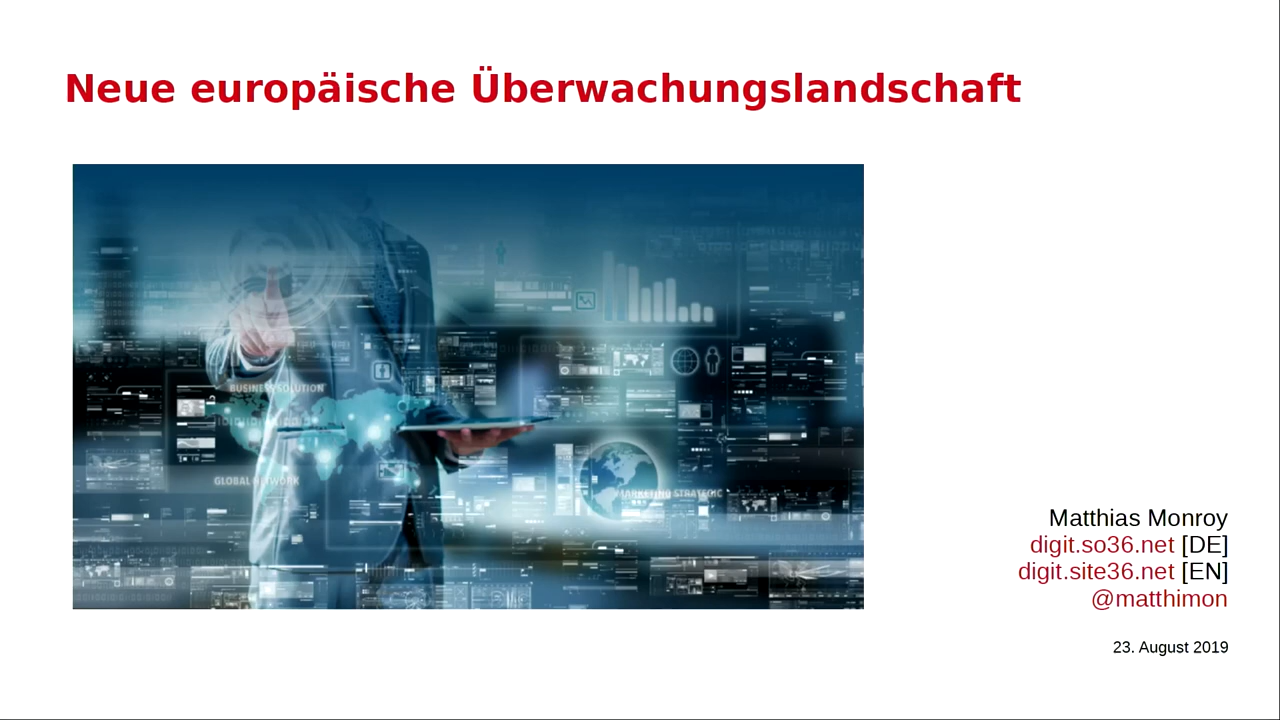 Neue europäische Überwachungslandschaft
BUSINESS SOLUTION
GLOBAL NETWORK
MARKETING STRATEGIC
Matthias Monroy
digit.so36.net [DE]
digit.site36.net [EN]
@matthimon
23. August 2019